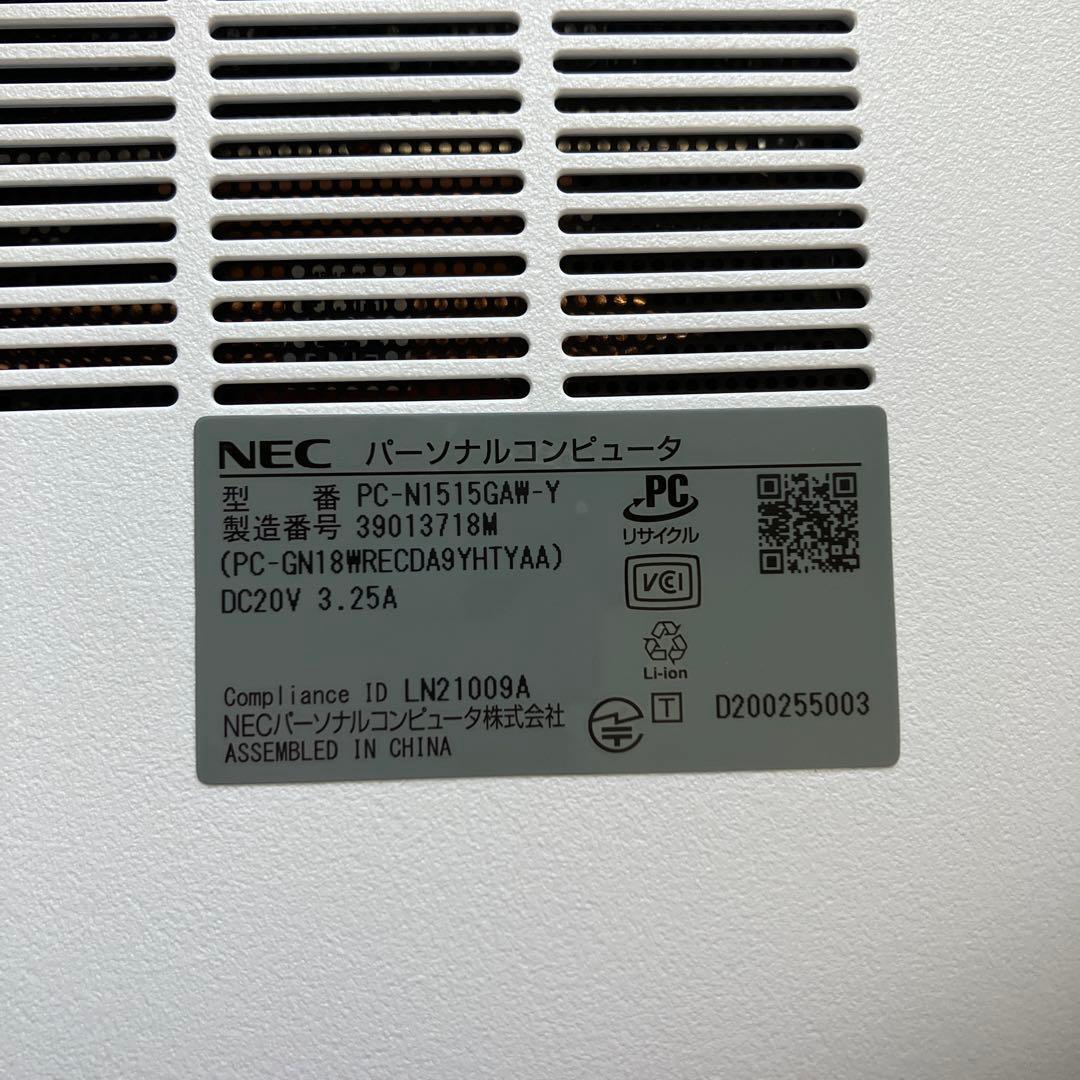 NEC パーソナルコンピュータ
型 番 PC-N1515GAW-Y
製造番号 39013718M
(PC-GN18WRECDA9YHTYAA)
DC20V 3.25A
PC
リサイクル
VCI
Li-ion
Compliance ID LN21009A
NECパーソナルコンピュータ株式会社
ASSEMBLED IN CHINA
T D200255003